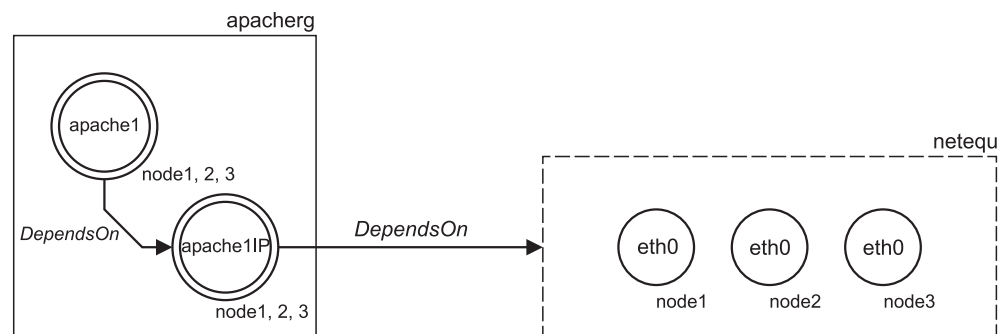 apacherg
apache1
node1, 2, 3
DependsOn
apache1IP
node1, 2, 3
DependsOn
netequ
eth0
eth0
eth0
node1
node2
node3